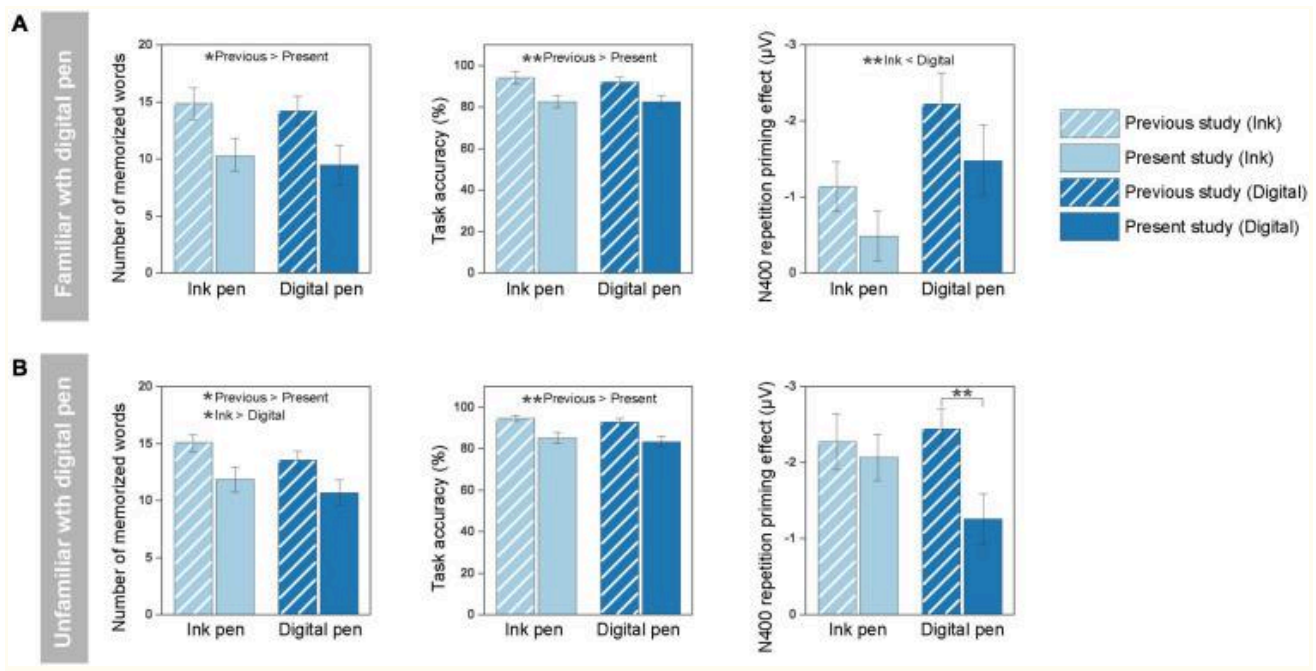 A
Familiar wth digital pen
Number of memorized words
20
15
10
5
0
*Previous > Present
Ink pen Digital pen
Task accuracy (%)
100
80
60
40
20
0
**Previous > Present
Ink pen Digital pen
N400 repetition priming effect (µV)
-3
-2
-1
0
**Ink < Digital
Ink pen Digital pen
Previous study (Ink)
Present study (Ink)
Previous study (Digital)
Present study (Digital)
B
Unfamiliar wth digital pen
Number of memorized words
20
15
10
5
0
*Previous > Present
*Ink > Digital
Ink pen Digital pen
Task accuracy (%)
100
80
60
40
20
0
**Previous > Present
Ink pen Digital pen
N400 repetition priming effect (µV)
-3
-2
-1
0
**
Ink pen Digital pen